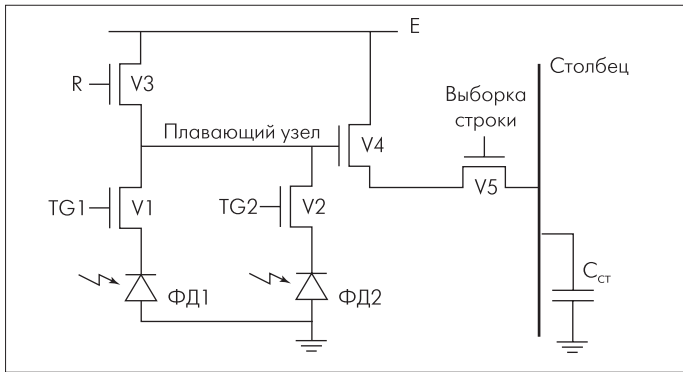 E
Столбец
R
V3
Выборка
строки
Плавающий узел
V4
V5
TG1
V1
TG2
V2
ФД1
ФД2
Cст